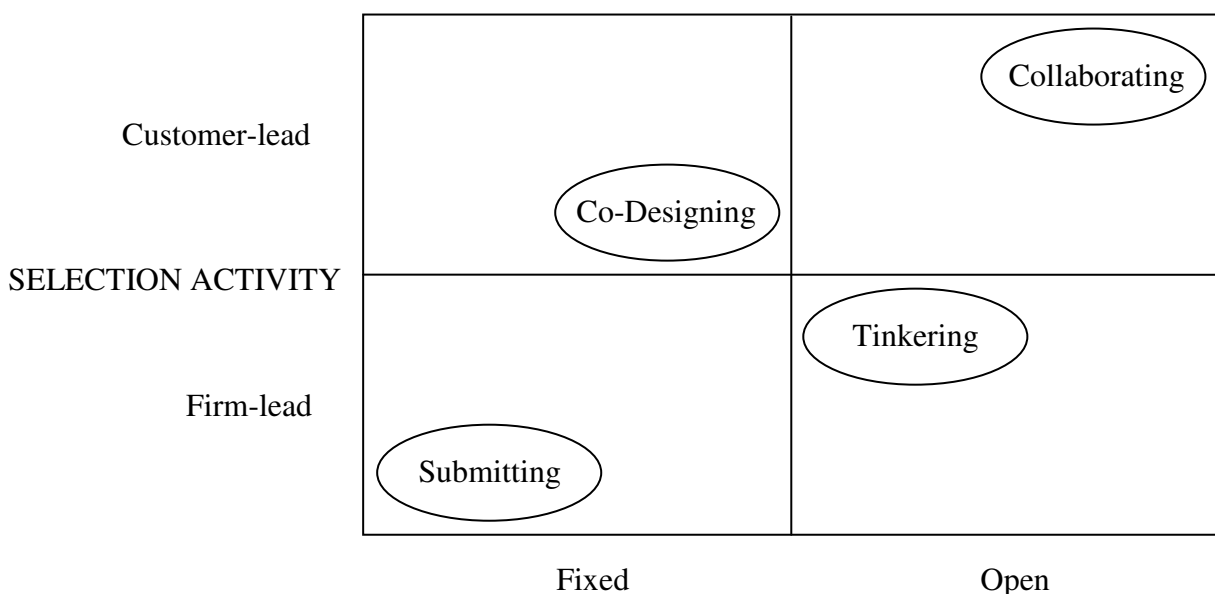 Collaborating
Customer-lead
Co-Designing
SELECTION ACTIVITY
Tinkering
Firm-lead
Submitting
Fixed Open